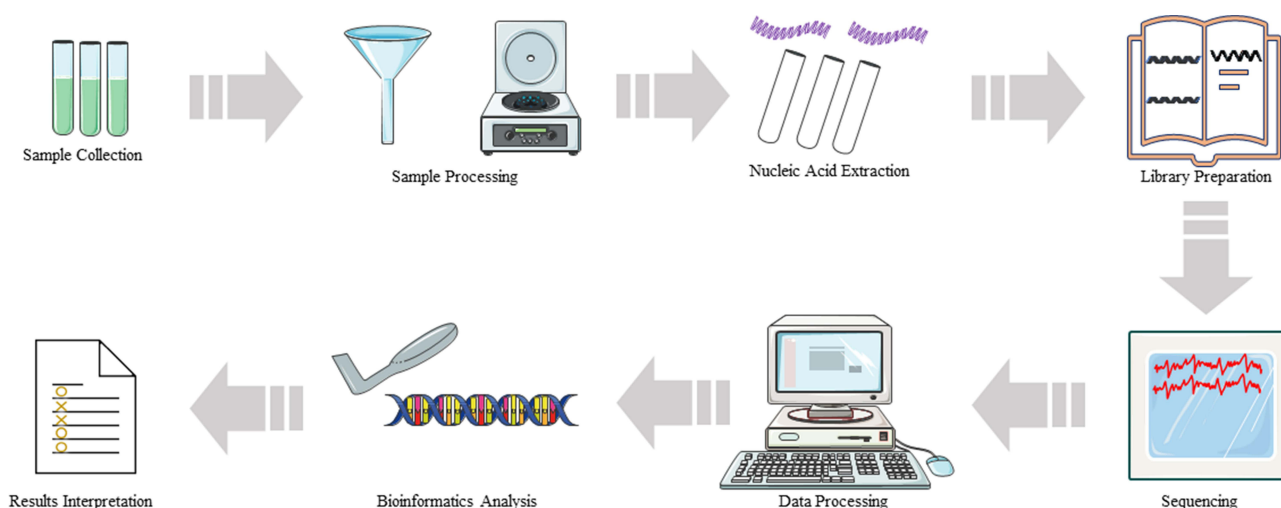 Sample Collection
Sample Processing
Nucleic Acid Extraction
Library Preparation
Results Interpretation
Bioinformatics Analysis
Data Processing
Sequencing